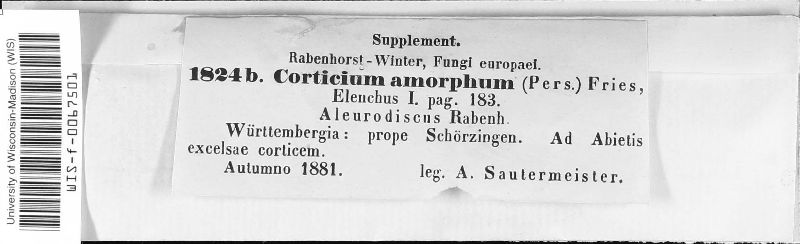 University of Wisconsin-Madison (WIS)
WIS-f-0067501
Supplement.
Rabenhorst-Winter, Fungi europaei.
1824b. Corticium amorphum (Pers.) Fries,
Elenchus I. pag. 183.
Aleurodiscus Rabenh.
Württembergia: prope Schörzingen. Ad Abietis
excelsae corticem.
Autumno 1881. leg. A. Sautermeister.